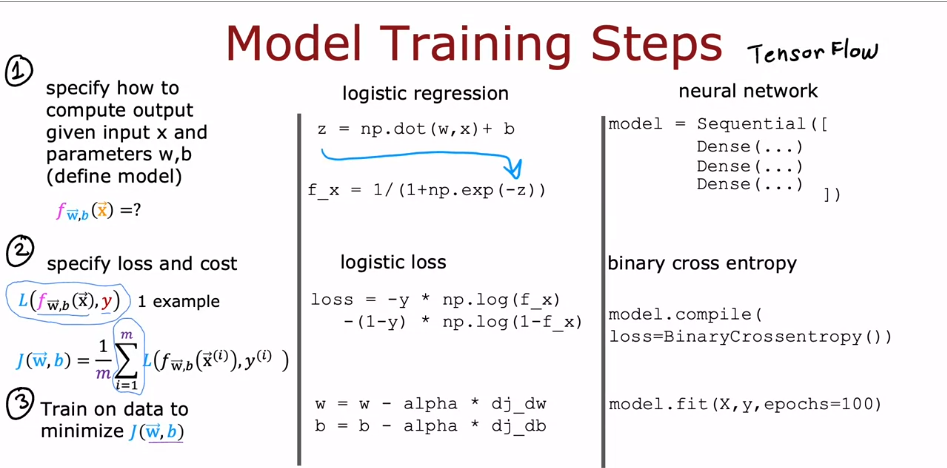 Model Training Steps
TensorFlow
①
specify how to
compute output
given input x and
parameters w,b
(define model)
f_{\vec{w},b}(\vec{x}) =?
logistic regression
z = np.dot(w,x)+ b
f_x = 1/(1+np.exp(-z))
neural network
model = Sequential([
Dense(...)
Dense(...)
Dense(...)
])
②
specify loss and cost
L(f_{\vec{w},b}(\vec{x}),y) 1 example
J(\vec{w},b) = \frac{1}{m}\sum_{i=1}^{m} L(f_{\vec{w},b}(\vec{x}^{(i)}),y^{(i)})
logistic loss
loss = -y * np.log(f_x)
-(1-y) * np.log(1-f_x)
binary cross entropy
model.compile(
loss=BinaryCrossentropy())
③
Train on data to
minimize J(\vec{w},b)
w = w - alpha * dj_dw
b = b - alpha * dj_db
model.fit(X,y,epochs=100)